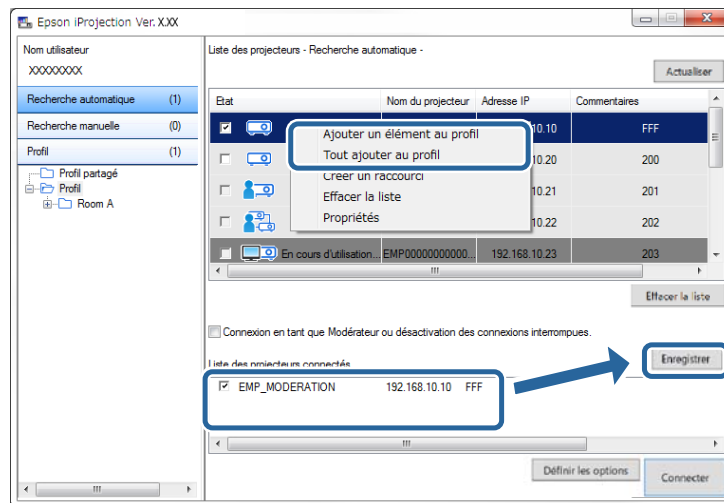 Epson iProjection Ver. X.XX
Nom utilisateur
XXXXXXXX
Recherche automatique (1)
Recherche manuelle (0)
Profil (1)
Profil partagé
Profil
Room A
Liste des projecteurs - Recherche automatique -
Actualiser
Etat Nom du projecteur Adresse IP Commentaires
10.10 FFF
10.20 200
10.21 201
10.22 202
En cours d'utilisation... EMP00000000000... 192.168.10.23 203
Ajouter un élément au profil
Tout ajouter au profil
Créer un raccourci
Effacer la liste
Propriétés
Effacer la liste
Connexion en tant que Modérateur ou désactivation des connexions interrompues.
Liste des projecteurs connectés
Enregistrer
EMP_MODERATION 192.168.10.10 FFF
Définir les options
Connecter